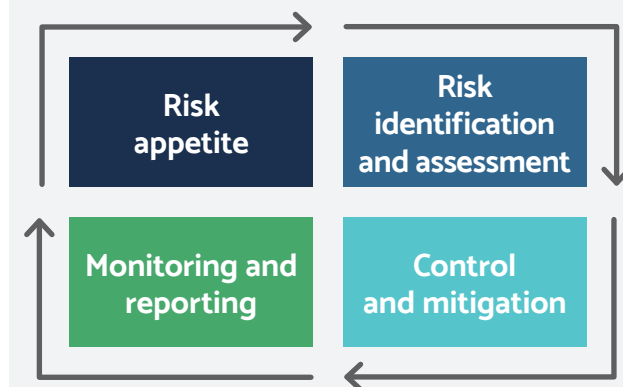 Risk
appetite
Risk
identification
and assessment
Monitoring and
reporting
Control
and mitigation